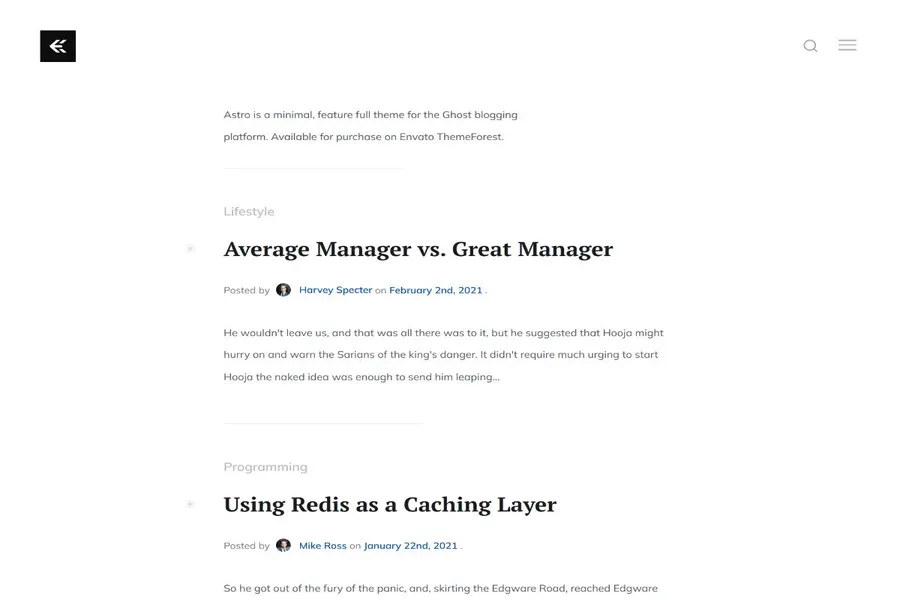 Astro is a minimal, feature full theme for the Ghost blogging
platform. Available for purchase on Envato ThemeForest.
Lifestyle
Average Manager vs. Great Manager
Posted by Harvey Specter on February 2nd, 2021 .
He wouldn't leave us, and that was all there was to it, but he suggested that Hooja might
hurry on and warn the Sarians of the king's danger. It didn't require much urging to start
Hooja the naked idea was enough to send him leaping...
Programming
Using Redis as a Caching Layer
Posted by Mike Ross on January 22nd, 2021 .
So he got out of the fury of the panic, and, skirting the Edgware Road, reached Edgware